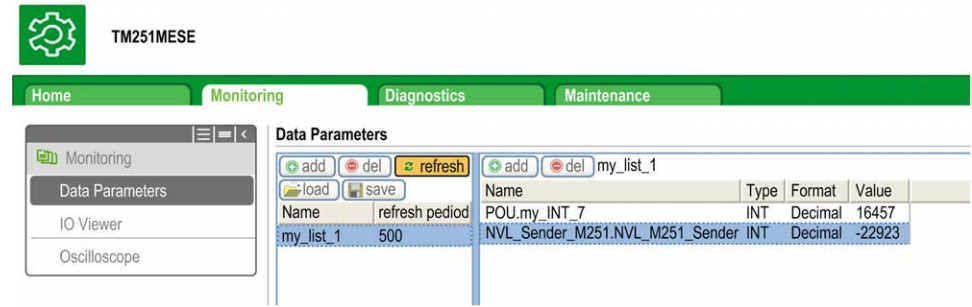 TM251MESE
Home Monitoring Diagnostics Maintenance
Monitoring
Data Parameters
IO Viewer
Oscilloscope
Data Parameters
add del refresh
load save
Name refresh pediod
my_list_1 500
add del my_list_1
Name Type Format Value
POU.my_INT_7 INT Decimal 16457
NVL_Sender_M251.NVL_M251_Sender INT Decimal -22923